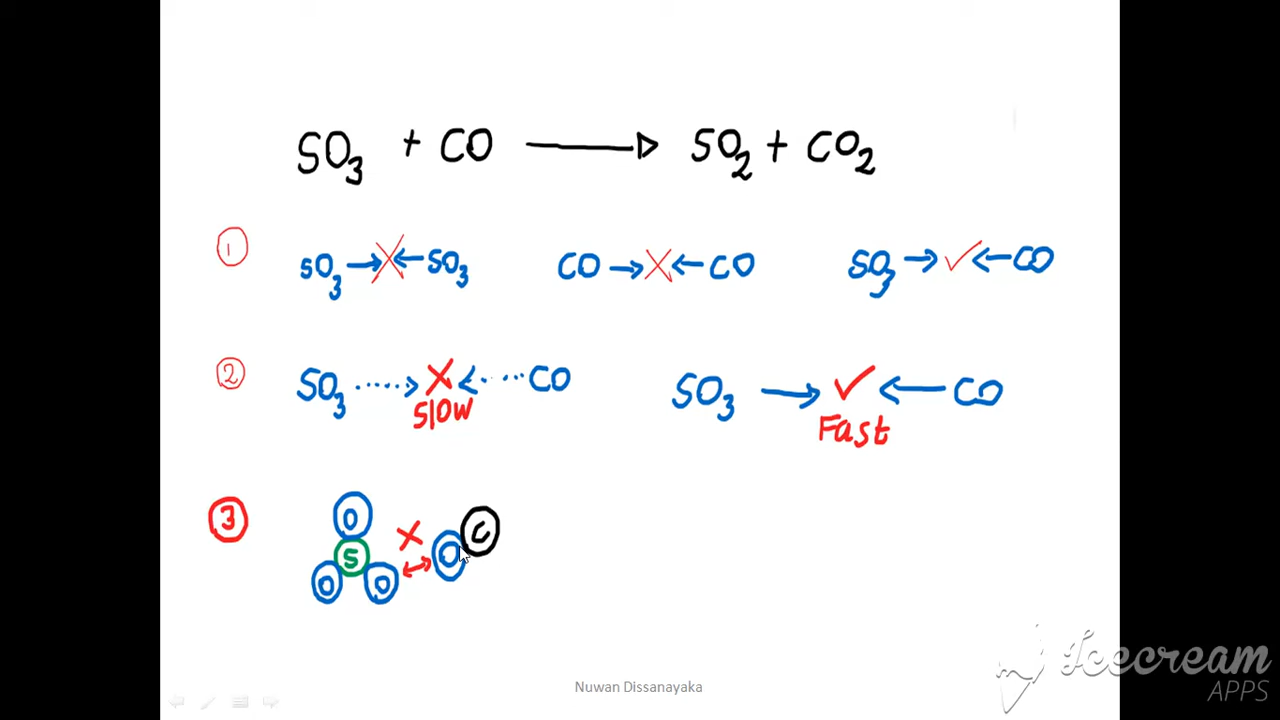 SO3 + CO → SO2 + CO2
1 SO3 → X ← SO3 CO → X ← CO SO3 → ✓ ← CO
2 SO3 → X ← CO SO3 → ✓ ← CO
Slow Fast
3
O
S X O C
O O
Nuwan Dissanayaka
Icecream
APPS